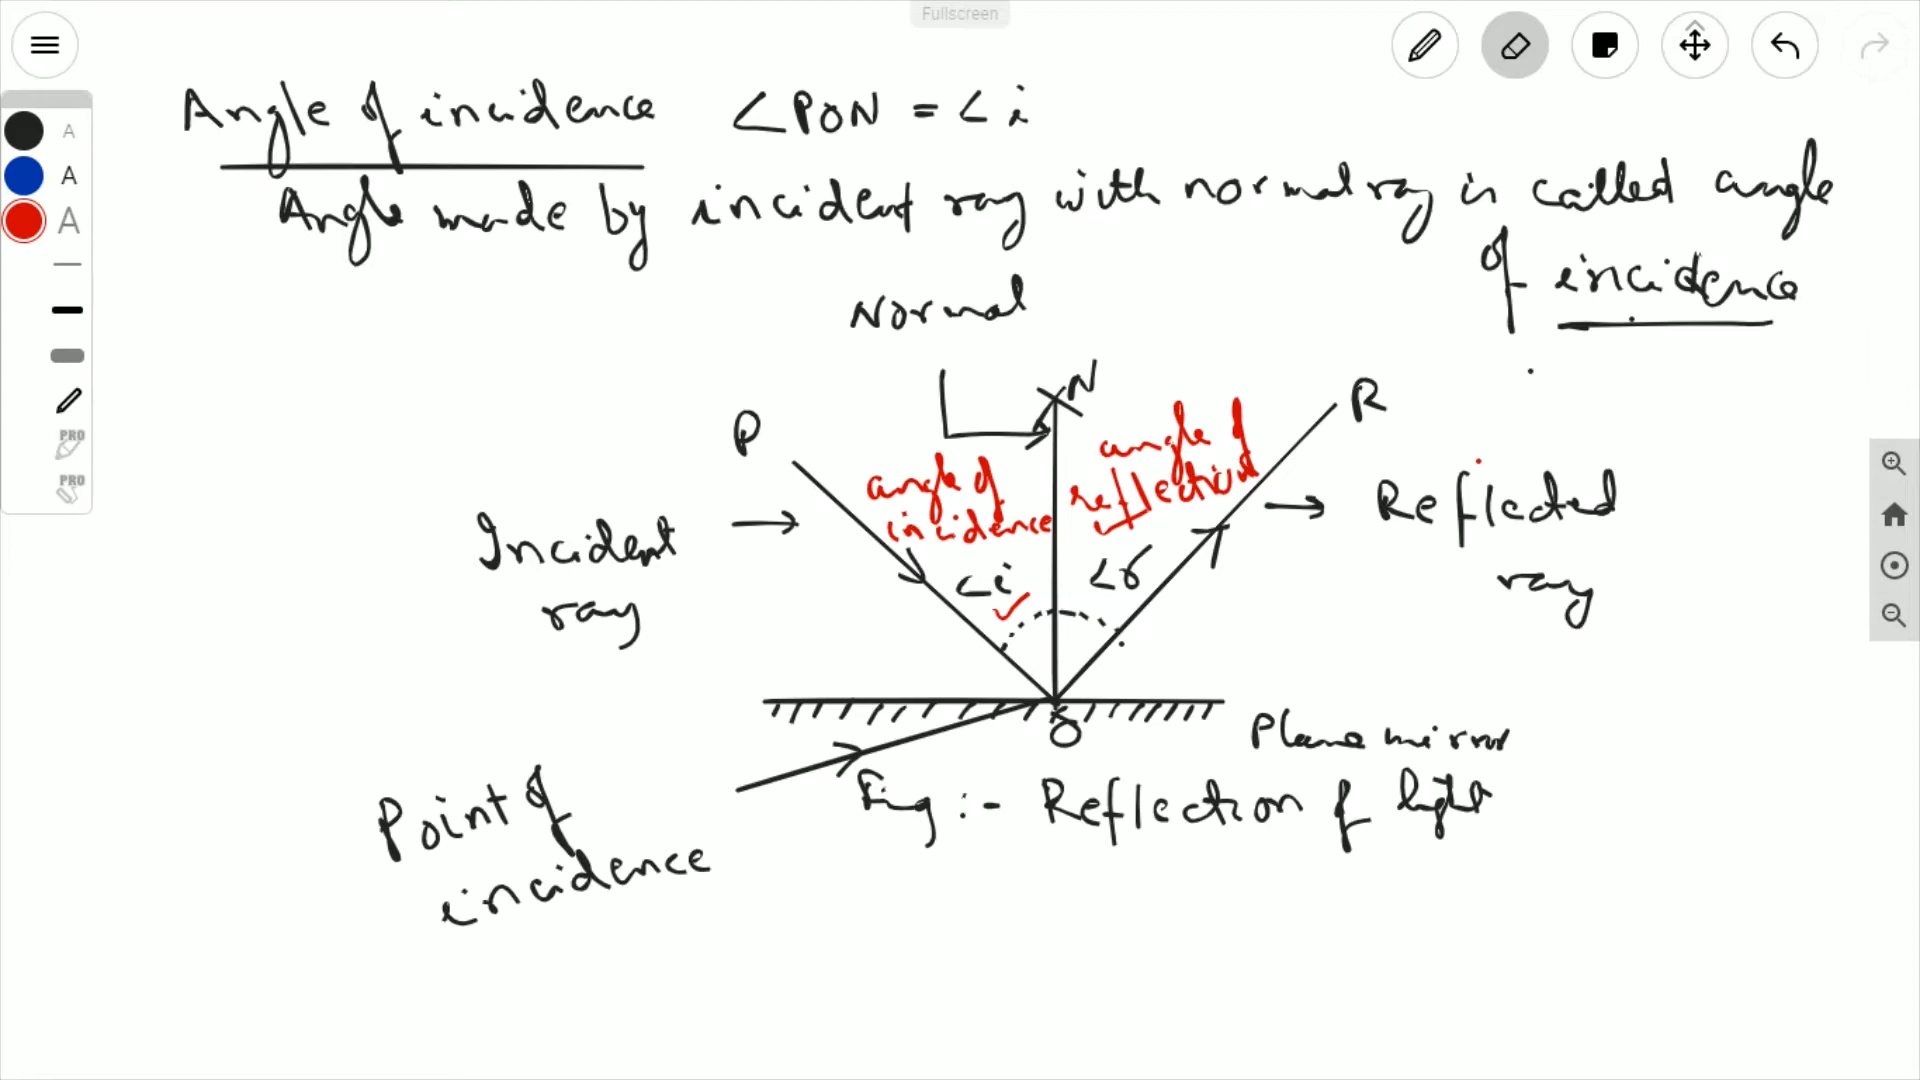 Fullscreen
Angle of incidence ∠PON = ∠i
Angle made by incident ray with normal ray is called angle
of incidence
Normal
N
P
R
angle of
incidence
angle of
reflection
Incident
ray
Reflected
ray
∠i
∠r
O
Plane mirror
Point of
incidence
Fig :- Reflection of light
A
A
A
PRO
PRO